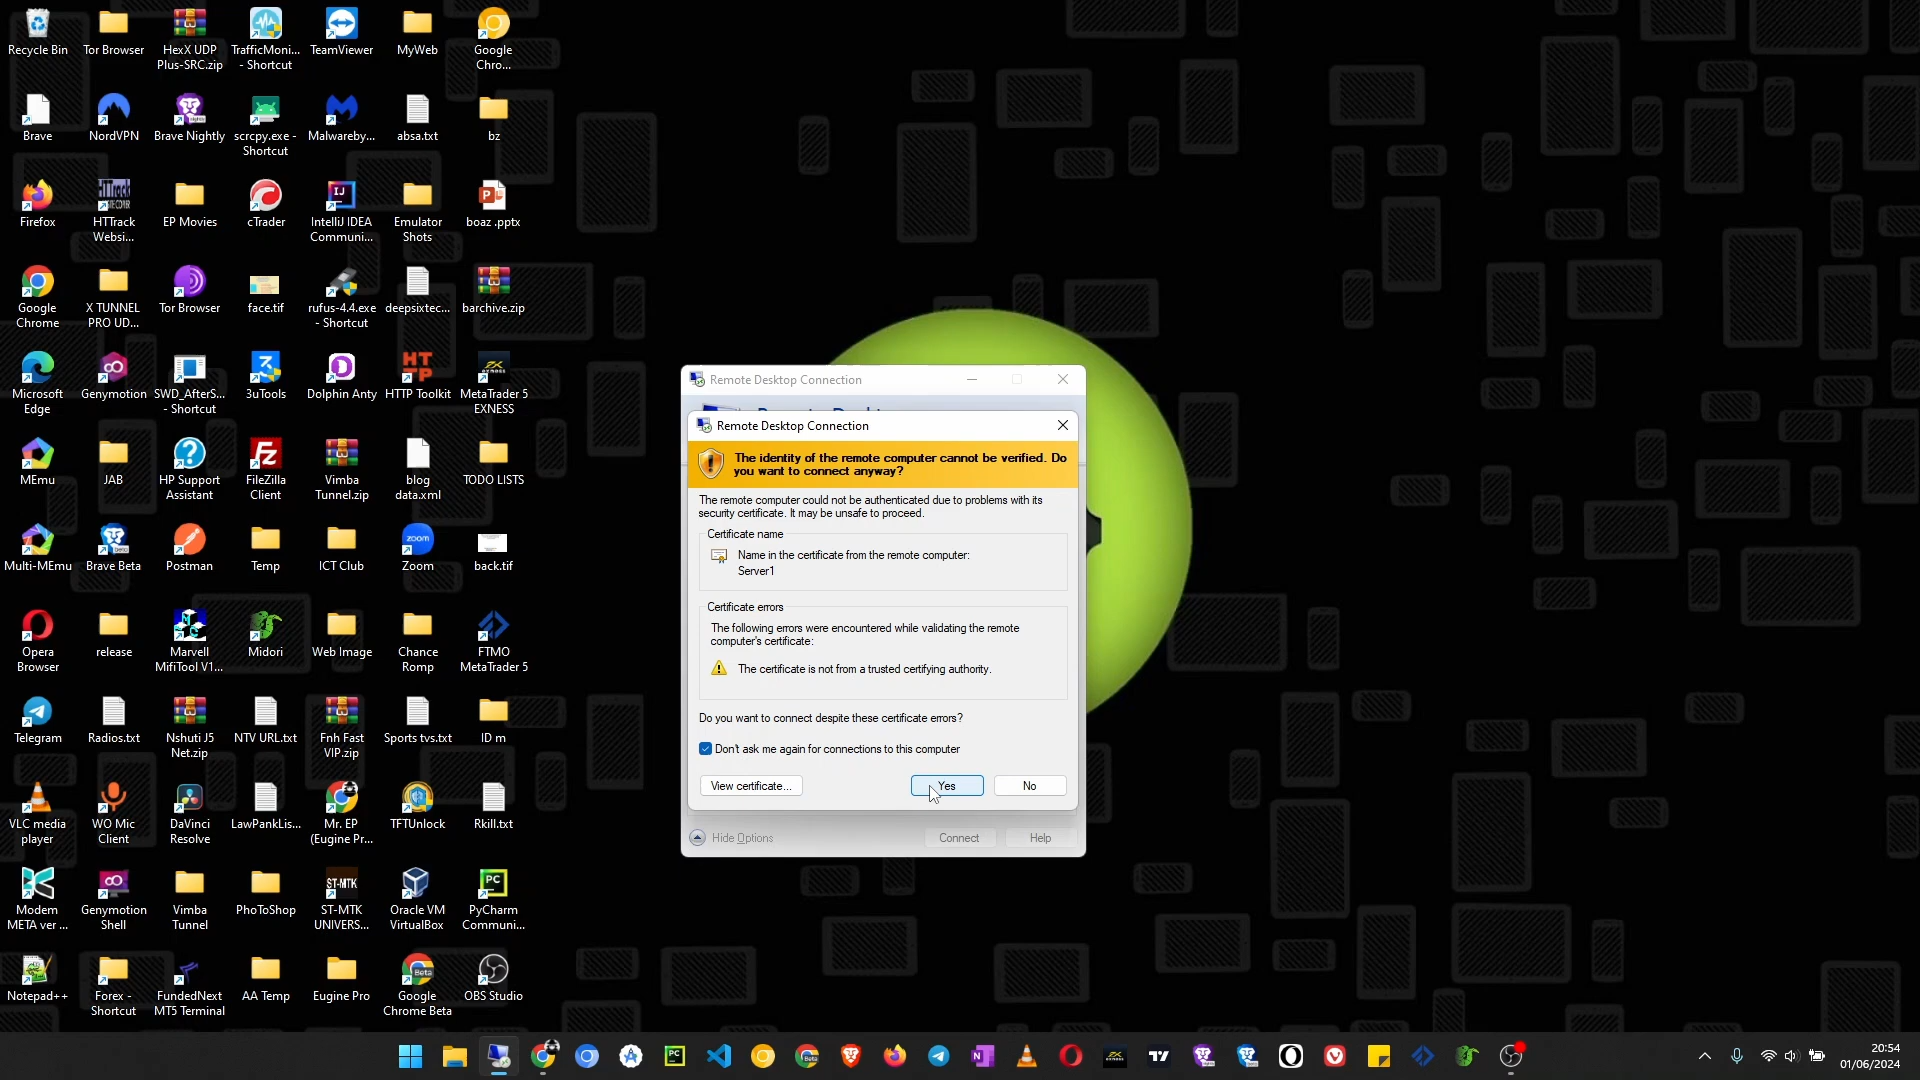 Recycle Bin
Tor Browser
HexX UDP
Plus-SRC.zip
TrafficMoni...
- Shortcut
TeamViewer
MyWeb
Google
Chro...
Brave
NordVPN
Brave Nightly
scrcpy.exe -
Shortcut
Malwareby...
absa.txt
bz
Firefox
HTTrack
Websi...
EP Movies
cTrader
IntelliJ IDEA
Communi...
Emulator
Shots
boaz .pptx
Google
Chrome
X TUNNEL
PRO UD...
Tor Browser
face.tif
rufus-4.4.exe
- Shortcut
deepsixtec...
barchive.zip
Microsoft
Edge
Genymotion
SWD_AfterS...
- Shortcut
3uTools
Dolphin Anty
HTTP Toolkit
MetaTrader 5
EXNESS
MEmu
JAB
HP Support
Assistant
FileZilla
Client
Vimba
Tunnel.zip
blog
data.xml
TODO LISTS
Multi-MEmu
Brave Beta
Postman
Temp
ICT Club
Zoom
back.tif
Opera
Browser
release
Marvell
MifiTool V1...
Midori
Web Image
Chance
Romp
FTMO
MetaTrader 5
Telegram
Radios.txt
Nshuti J5
Net.zip
NTV URL.txt
Fnh Fast
VIP.zip
Sports tvs.txt
ID m
VLC media
player
WO Mic
Client
DaVinci
Resolve
LawPankLis...
Mr. EP
(Eugine Pr...
TFTUnlock
Rkill.txt
Modem
META ver ...
Genymotion
Shell
Vimba
Tunnel
PhoToShop
ST-MTK
UNIVERS...
Oracle VM
VirtualBox
PyCharm
Communi...
Notepad++
Forex -
Shortcut
FundedNext
MT5 Terminal
AA Temp
Eugine Pro
Google
Chrome Beta
OBS Studio
Remote Desktop Connection
Remote Desktop Connection
The identity of the remote computer cannot be verified. Do
you want to connect anyway?
The remote computer could not be authenticated due to problems with its
security certificate. It may be unsafe to proceed.
Certificate name
Name in the certificate from the remote computer:
Server1
Certificate errors
The following errors were encountered while validating the remote
computer's certificate:
The certificate is not from a trusted certifying authority.
Do you want to connect despite these certificate errors?
Don't ask me again for connections to this computer
View certificate...
Yes
No
Hide Options
Connect
Help
20:54
01/06/2024